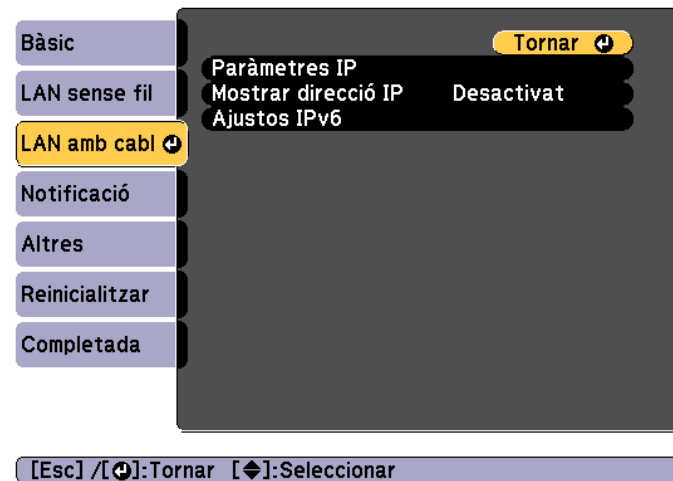 Bàsic
LAN sense fil
LAN amb cabl
Notificació
Altres
Reinicialitzar
Completada
Tornar
Paràmetres IP
Mostrar direcció IP Desactivat
Ajustos IPv6
[Esc] /[⏎]:Tornar [◆]:Seleccionar